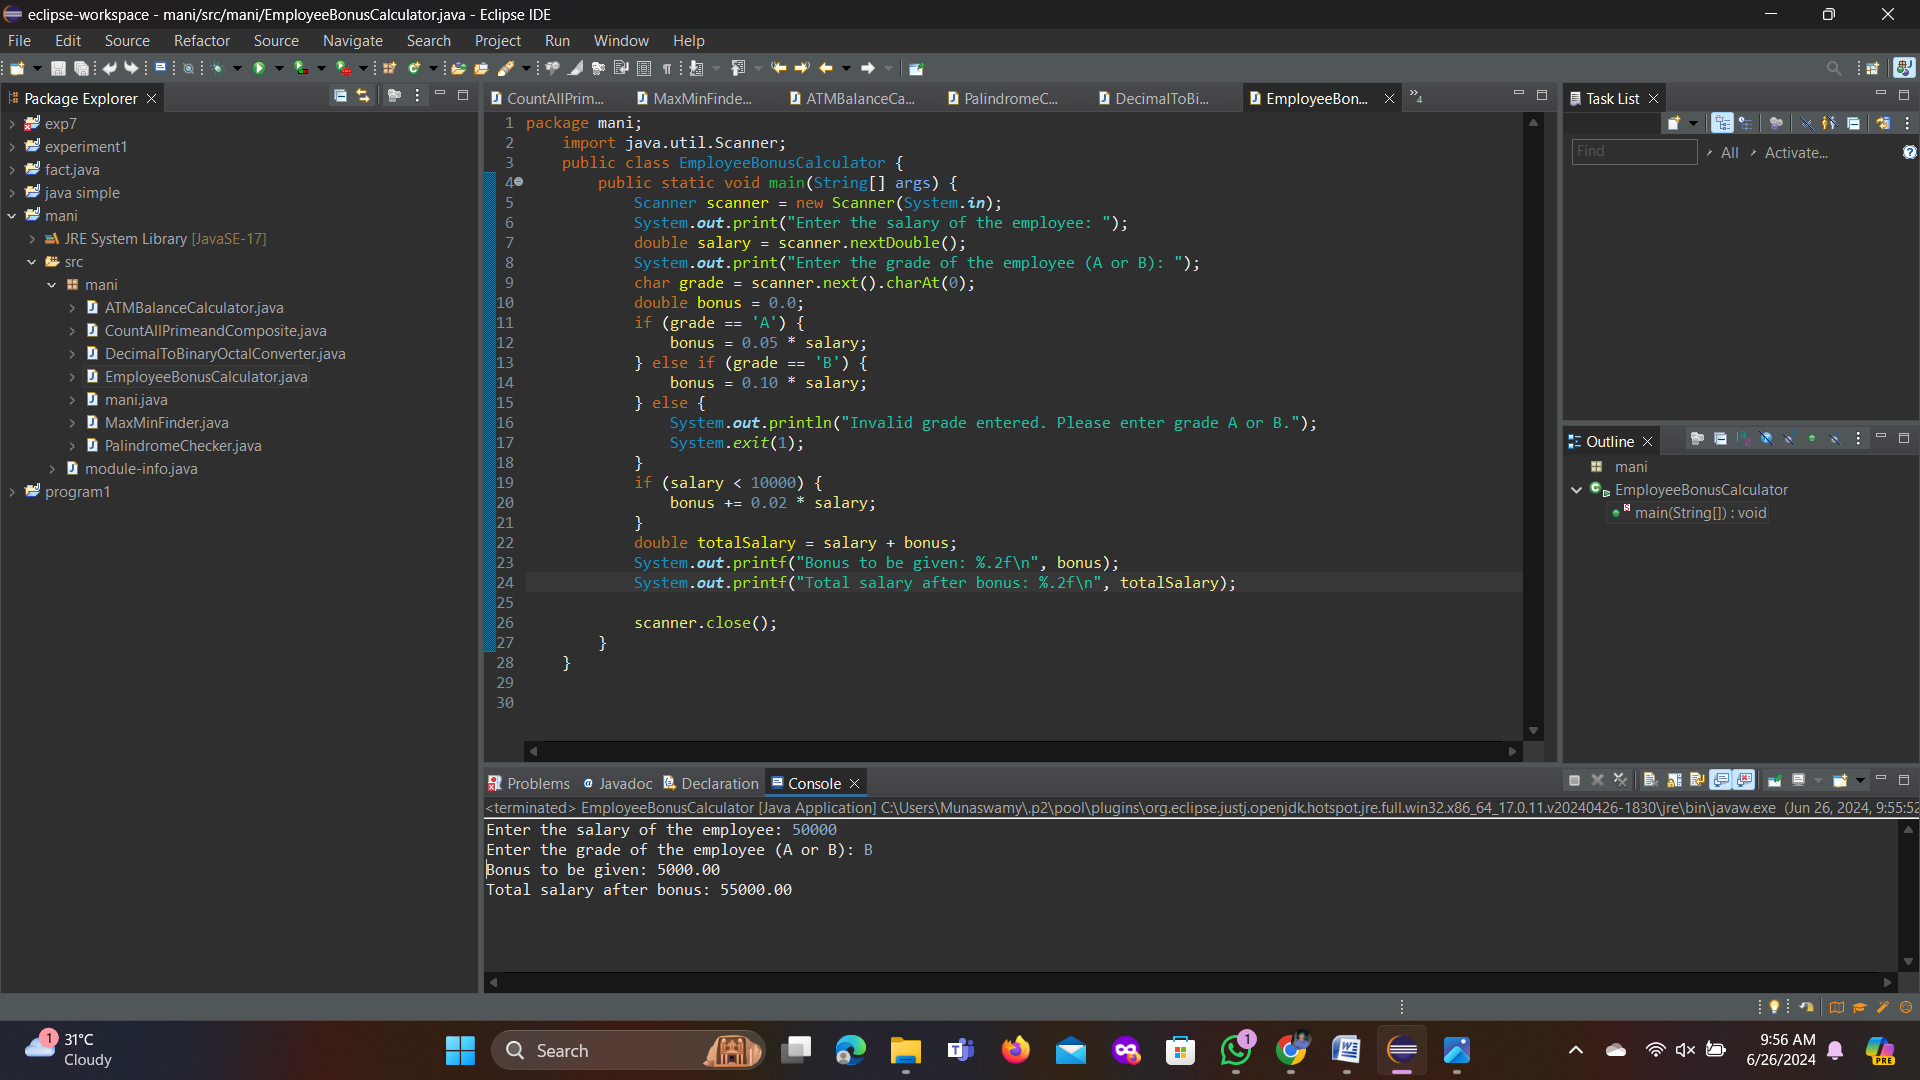 eclipse-workspace - mani/src/mani/EmployeeBonusCalculator.java - Eclipse IDE
File Edit Source Refactor Source Navigate Search Project Run Window Help
Package Explorer
exp7
experiment1
fact.java
java simple
mani
JRE System Library [JavaSE-17]
src
mani
ATMBalanceCalculator.java
CountAllPrimeandComposite.java
DecimalToBinaryOctalConverter.java
EmployeeBonusCalculator.java
mani.java
MaxMinFinder.java
PalindromeChecker.java
module-info.java
program1
CountAllPrim... MaxMinFinde... ATMBalanceCa... PalindromeC... DecimalToBi... EmployeeBon... »4
1 package mani;
2 import java.util.Scanner;
3 public class EmployeeBonusCalculator {
4 public static void main(String[] args) {
5 Scanner scanner = new Scanner(System.in);
6 System.out.print("Enter the salary of the employee: ");
7 double salary = scanner.nextDouble();
8 System.out.print("Enter the grade of the employee (A or B): ");
9 char grade = scanner.next().charAt(0);
10 double bonus = 0.0;
11 if (grade == 'A') {
12 bonus = 0.05 * salary;
13 } else if (grade == 'B') {
14 bonus = 0.10 * salary;
15 } else {
16 System.out.println("Invalid grade entered. Please enter grade A or B.");
17 System.exit(1);
18 }
19 if (salary < 10000) {
20 bonus += 0.02 * salary;
21 }
22 double totalSalary = salary + bonus;
23 System.out.printf("Bonus to be given: %.2f\n", bonus);
24 System.out.printf("Total salary after bonus: %.2f\n", totalSalary);
25
26 scanner.close();
27 }
28 }
29
30
Task List
Find All Activate...
Outline
mani
EmployeeBonusCalculator
main(String[]) : void
Problems Javadoc Declaration Console
<terminated> EmployeeBonusCalculator [Java Application] C:\Users\Munaswamy\.p2\pool\plugins\org.eclipse.justj.openjdk.hotspot.jre.full.win32.x86_64_17.0.11.v20240426-1830\jre\bin\javaw.exe (Jun 26, 2024, 9:55:52
Enter the salary of the employee: 50000
Enter the grade of the employee (A or B): B
Bonus to be given: 5000.00
Total salary after bonus: 55000.00
1
31°C
Cloudy
Search
1
PRE
9:56 AM
6/26/2024